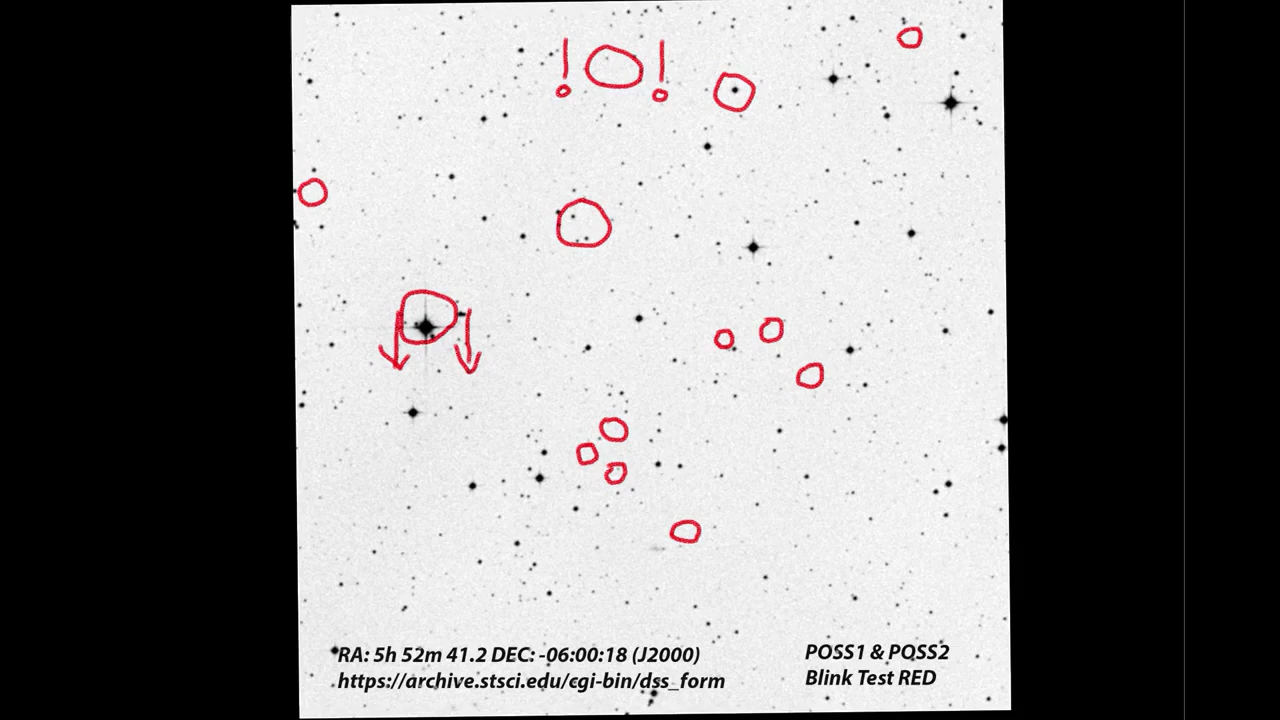 ! !
RA: 5h 52m 41.2 DEC: -06:00:18 (J2000)
https://archive.stsci.edu/cgi-bin/dss_form
POSS1 & POSS2
Blink Test RED